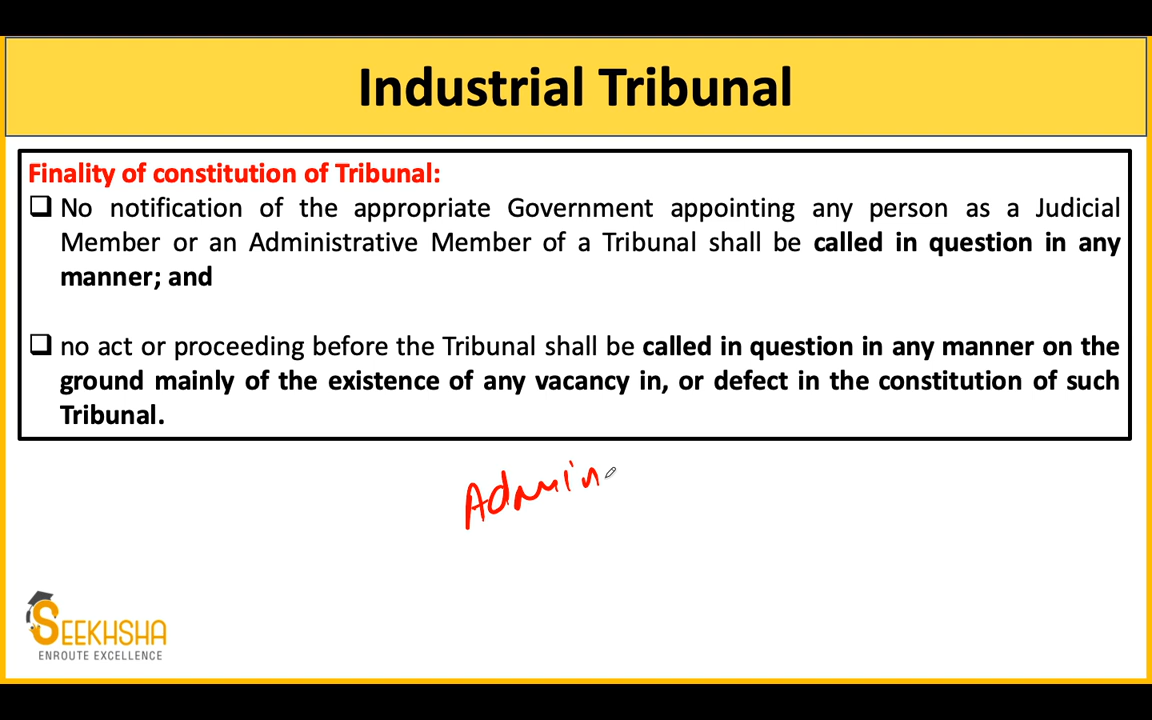 Industrial Tribunal
Finality of constitution of Tribunal:
❑ No notification of the appropriate Government appointing any person as a Judicial
Member or an Administrative Member of a Tribunal shall be called in question in any
manner; and
❑ no act or proceeding before the Tribunal shall be called in question in any manner on the
ground mainly of the existence of any vacancy in, or defect in the constitution of such
Tribunal.
Admin
SEEKHSHA
ENROUTE EXCELLENCE